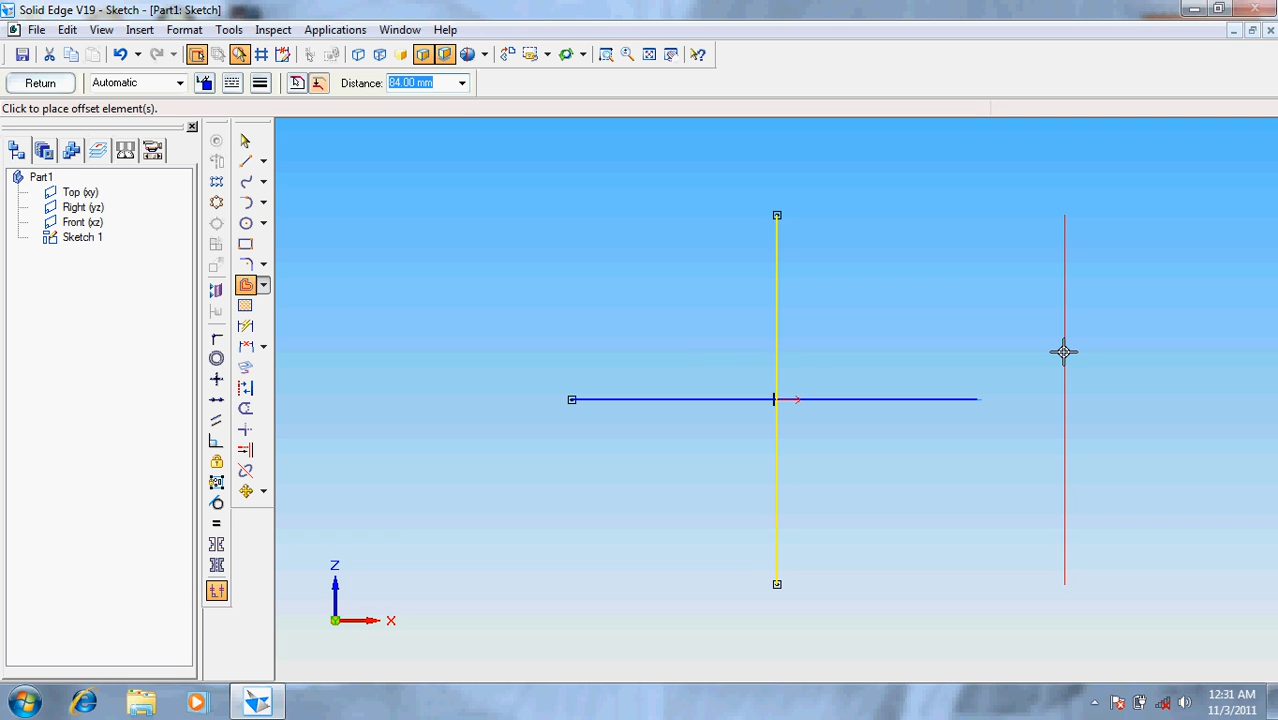 Solid Edge V19 - Sketch - [Part1: Sketch]
File Edit View Insert Format Tools Inspect Applications Window Help
Return Automatic Distance: 84.00 mm
Click to place offset element(s).
Part1
Top (xy)
Right (yz)
Front (xz)
Sketch 1
Z
X
12:31 AM
11/3/2011